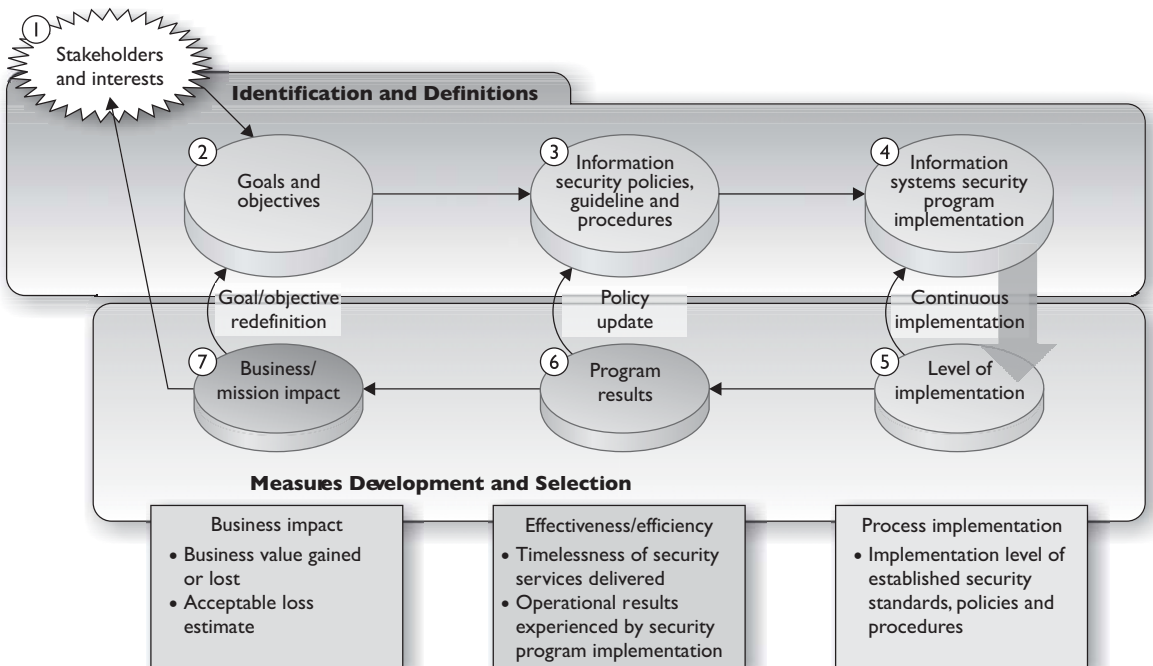 1
Stakeholders
and interests
Identification and Definitions
2
Goals and
objectives
3
Information
security policies,
guideline and
procedures
4
Information
systems security
program
implementation
Goal/objective
redefinition
Policy
update
Continuous
implementation
7
Business/
mission impact
6
Program
results
5
Level of
implementation
Measures Development and Selection
Business impact
• Business value gained
or lost
• Acceptable loss
estimate
Effectiveness/efficiency
• Timelessness of security
services delivered
• Operational results
experienced by security
program implementation
Process implementation
• Implementation level of
established security
standards, policies and
procedures